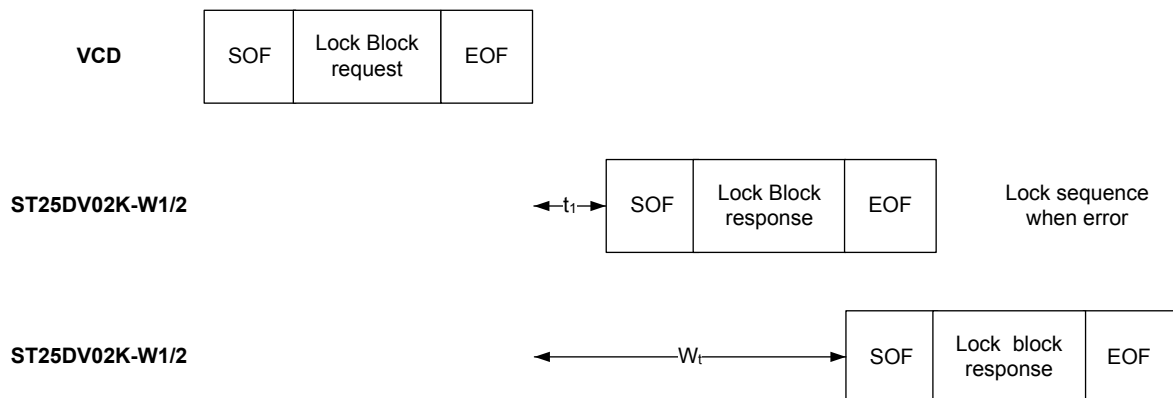 VCD
SOF
Lock Block
request
EOF
ST25DV02K-W1/2
t1
SOF
Lock Block
response
EOF
Lock sequence
when error
ST25DV02K-W1/2
Wt
SOF
Lock block
response
EOF